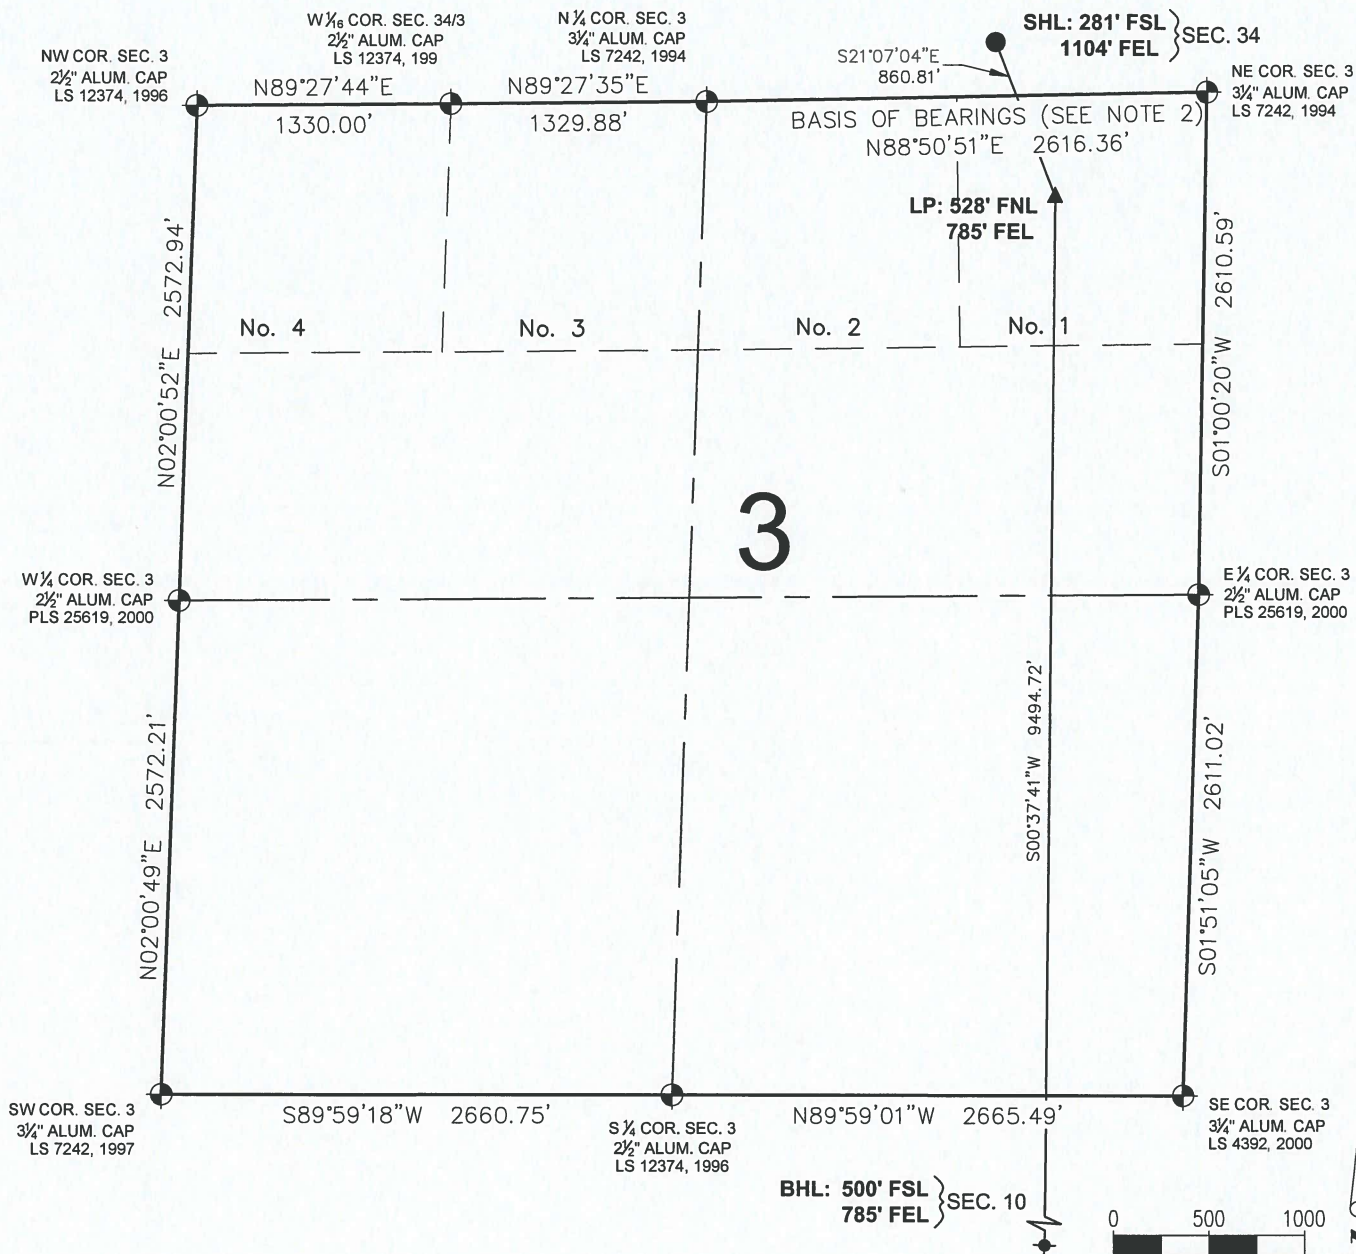 W 1/16 COR. SEC. 34/3
2½" ALUM. CAP
LS 12374, 199
N ¼ COR. SEC. 3
3¼" ALUM. CAP
LS 7242, 1994
SHL: 281' FSL
1104' FEL
SEC. 34
NW COR. SEC. 3
2½" ALUM. CAP
LS 12374, 1996
S21°07'04"E
860.81'
NE COR. SEC. 3
3¼" ALUM. CAP
LS 7242, 1994
N89°27'44"E
1330.00'
N89°27'35"E
1329.88'
BASIS OF BEARINGS (SEE NOTE 2)
N88°50'51"E 2616.36'
LP: 528' FNL
785' FEL
N02°00'52"E 2572.94'
S01°00'20"W 2610.59'
No. 4
No. 3
No. 2
No. 1
3
W ¼ COR. SEC. 3
2½" ALUM. CAP
PLS 25619, 2000
E ¼ COR. SEC. 3
2½" ALUM. CAP
PLS 25619, 2000
S00°37'41"W 9494.72'
N02°00'49"E 2572.21'
S01°51'05"W 2611.02'
SW COR. SEC. 3
3¼" ALUM. CAP
LS 7242, 1997
S89°59'18"W 2660.75'
S ¼ COR. SEC. 3
2½" ALUM. CAP
LS 12374, 1996
N89°59'01"W 2665.49'
SE COR. SEC. 3
3¼" ALUM. CAP
LS 4392, 2000
BHL: 500' FSL
785' FEL
SEC. 10
0 500 1000